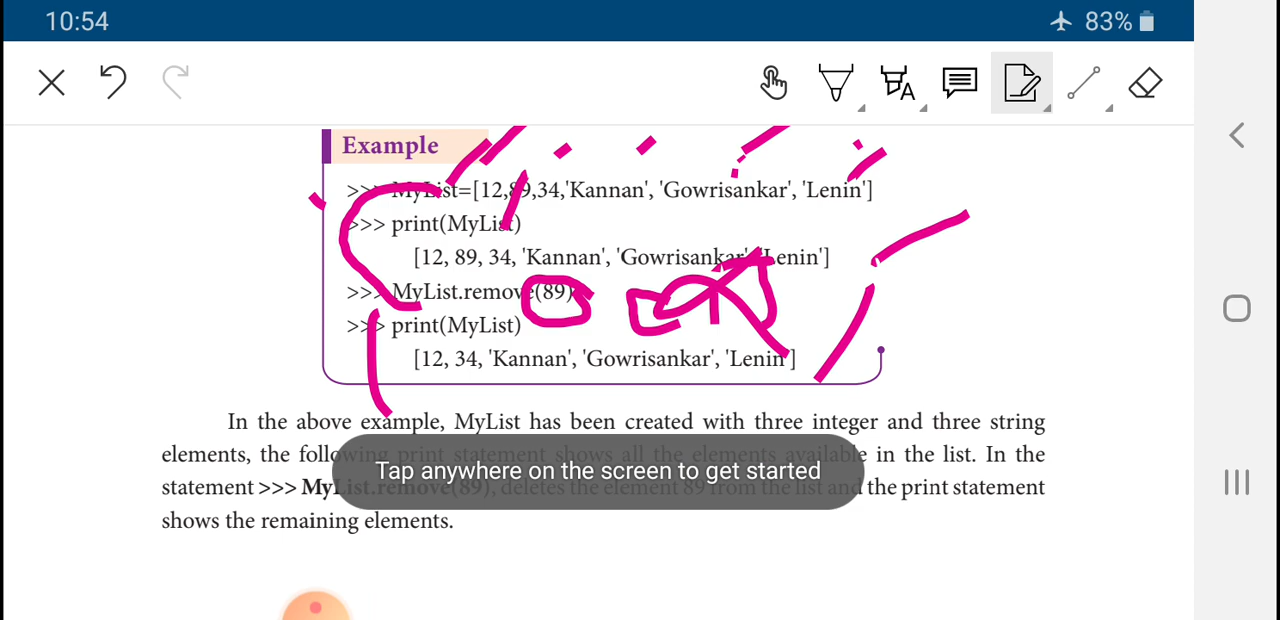 10:54
83%
Example
>>> MyList=[12,89,34,'Kannan', 'Gowrisankar', 'Lenin']
>>> print(MyList)
[12, 89, 34, 'Kannan', 'Gowrisankar', 'Lenin']
>>> MyList.remove(89)
>>> print(MyList)
[12, 34, 'Kannan', 'Gowrisankar', 'Lenin']
In the above example, MyList has been created with three integer and three string
elements, the following print statement shows all the elements available in the list. In the
Tap anywhere on the screen to get started
statement >>> MyList.remove(89), deletes the element 89 from the list and the print statement
shows the remaining elements.